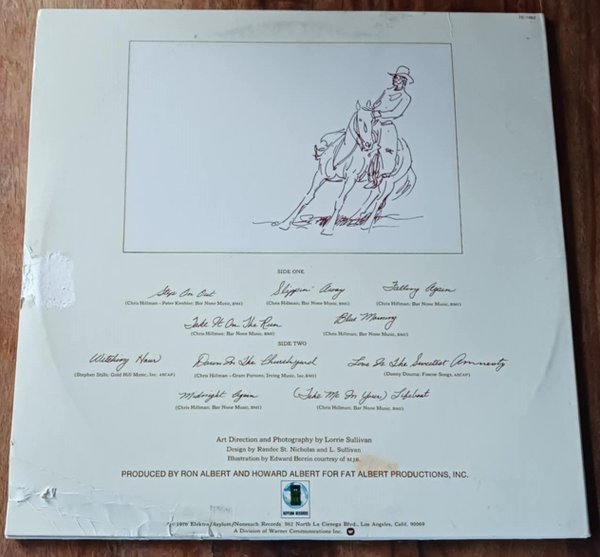 7E-1062
SIDE ONE
Step On Out Slippin' Away Falling Again
(Chris Hillman - Peter Knobler; Bar None Music, BMI) (Chris Hillman; Bar None Music, BMI) (Chris Hillman; Bar None Music, BMI)
Take It On The Run Blue Morning
(Chris Hillman; Bar None Music, BMI) (Chris Hillman; Bar None Music, BMI)
SIDE TWO
Witching Hour Down In The Churchyard Love Is The Sweetest Amnesty
(Stephen Stills; Gold Hill Music, Inc. ASCAP) (Chris Hillman - Gram Parsons; Irving Music, Inc. BMI) (Danny Douma; Songs, ASCAP)
Midnight Again (Take Me In Your) Lifeboat
(Chris Hillman; Bar None Music, BMI) (Chris Hillman; Bar None Music, BMI)
Art Direction and Photography by Lorrie Sullivan
Design by Randee St. Nicholas and L. Sullivan
Illustration by Edward Borein courtesy of MJB.
PRODUCED BY RON ALBERT AND HOWARD ALBERT FOR FAT ALBERT PRODUCTIONS, INC.
ASYLUM RECORDS
1976 Elektra/Asylum/Nonesuch Records 962 North La Cienega Blvd., Los Angeles, Calif. 90069
A Division of Warner Communications Inc.